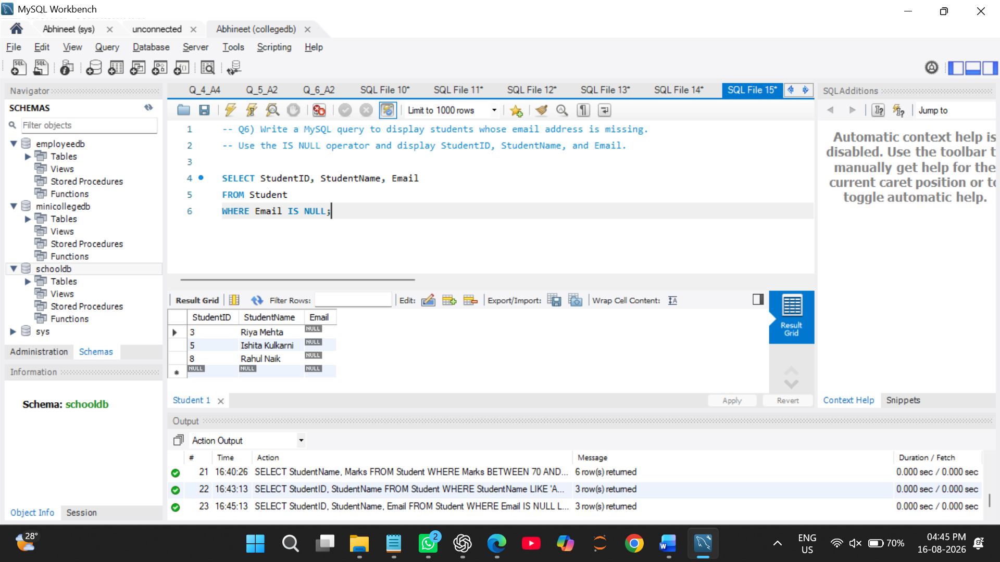 MySQL Workbench
Abhineet (sys)
unconnected
Abhineet (collegedb)
File Edit View Query Database Server Tools Scripting Help
Navigator
SCHEMAS
Filter objects
employeedb
Tables
Views
Stored Procedures
Functions
minicollegedb
Tables
Views
Stored Procedures
Functions
schooldb
Tables
Views
Stored Procedures
Functions
sys
Administration Schemas
Information
Schema: schooldb
Object Info Session
Q_4_A4 Q_5_A2 Q_6_A2 SQL File 10* SQL File 11* SQL File 12* SQL File 13* SQL File 14* SQL File 15*
Limit to 1000 rows
1 -- Q6) Write a MySQL query to display students whose email address is missing.
2 -- Use the IS NULL operator and display StudentID, StudentName, and Email.
3
4 SELECT StudentID, StudentName, Email
5 FROM Student
6 WHERE Email IS NULL;
Result Grid Filter Rows: Edit: Export/Import: Wrap Cell Content:
StudentID StudentName Email
3 Riya Mehta NULL
5 Ishita Kulkarni NULL
8 Rahul Naik NULL
NULL NULL NULL
Result
Grid
Student 1
Apply Revert
SQLAdditions
Jump to
Automatic context help is
disabled. Use the toolbar t
manually get help for the
current caret position or to
toggle automatic help.
Context Help Snippets
Output
Action Output
# Time Action Message Duration / Fetch
21 16:40:26 SELECT StudentName, Marks FROM Student WHERE Marks BETWEEN 70 AND... 6 row(s) returned 0.000 sec / 0.000 sec
22 16:43:13 SELECT StudentID, StudentName FROM Student WHERE StudentName LIKE 'A... 3 row(s) returned 0.000 sec / 0.000 sec
23 16:45:13 SELECT StudentID, StudentName, Email FROM Student WHERE Email IS NULL L... 3 row(s) returned 0.000 sec / 0.000 sec
28°
2
ENG
US
70%
04:45 PM
16-08-2026